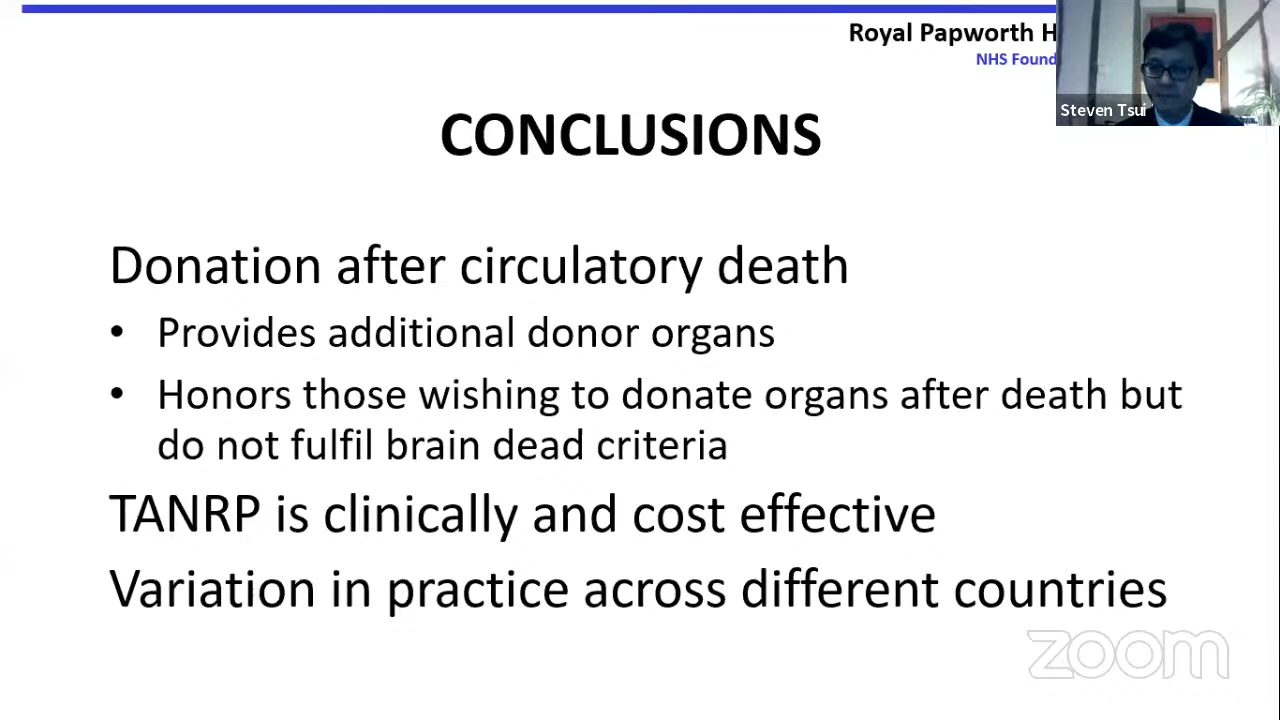 Royal Papworth H
NHS Found
Steven Tsui
CONCLUSIONS
Donation after circulatory death
• Provides additional donor organs
• Honors those wishing to donate organs after death but
do not fulfil brain dead criteria
TANRP is clinically and cost effective
Variation in practice across different countries
zoom